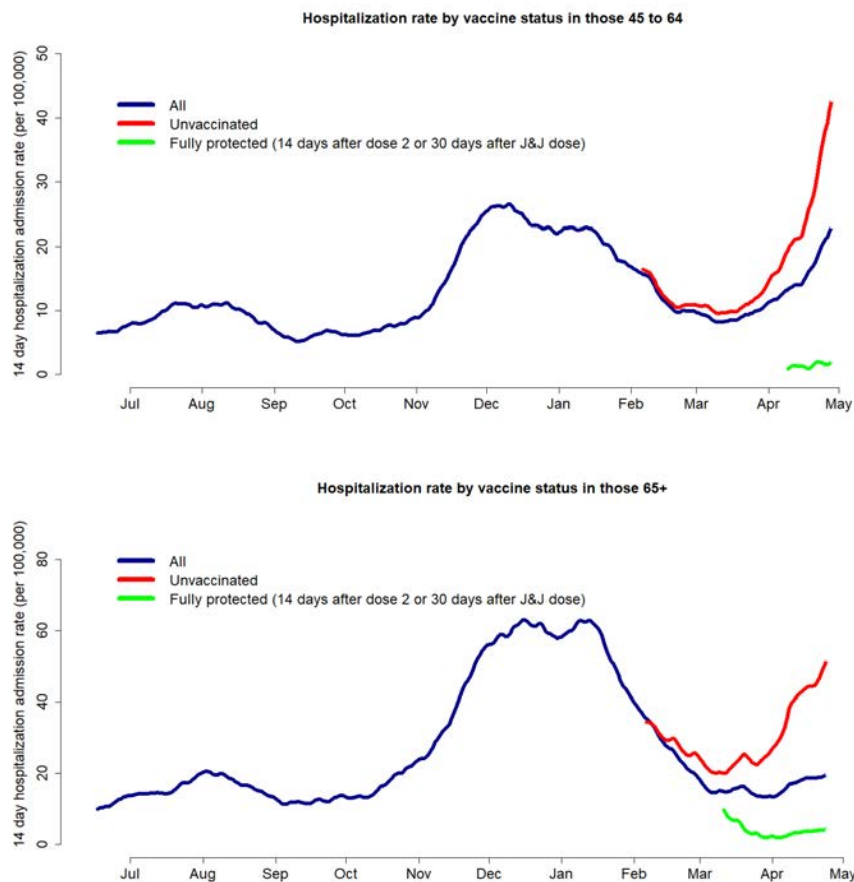 Hospitalization rate by vaccine status in those 45 to 64
14 day hospitalization admission rate (per 100,000)
50
40
30
20
10
0
All
Unvaccinated
Fully protected (14 days after dose 2 or 30 days after J&J dose)
Jul Aug Sep Oct Nov Dec Jan Feb Mar Apr May
Hospitalization rate by vaccine status in those 65+
14 day hospitalization admission rate (per 100,000)
80
60
40
20
0
All
Unvaccinated
Fully protected (14 days after dose 2 or 30 days after J&J dose)
Jul Aug Sep Oct Nov Dec Jan Feb Mar Apr May